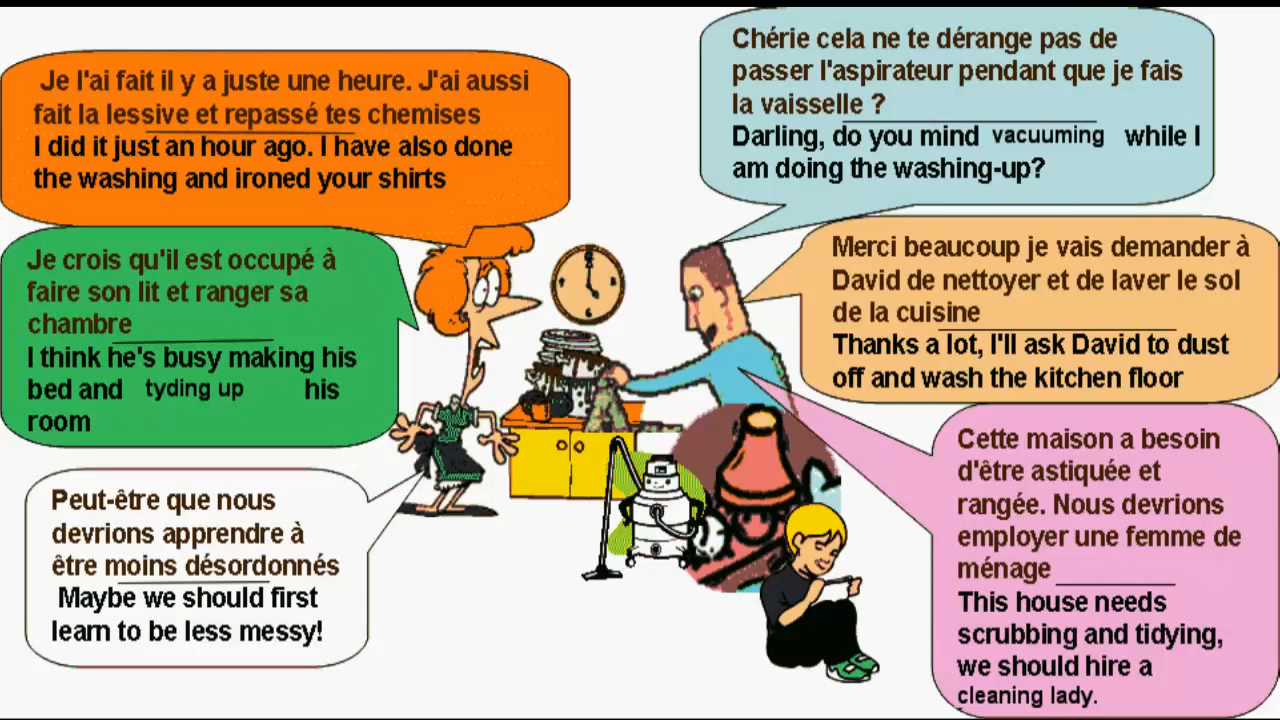 Chérie cela ne te dérange pas de
passer l'aspirateur pendant que je fais
la vaisselle ?
Darling, do you mind vacuuming while I
am doing the washing-up?
Je l'ai fait il y a juste une heure. J'ai aussi
fait la lessive et repassé tes chemises
I did it just an hour ago. I have also done
the washing and ironed your shirts
Merci beaucoup je vais demander à
David de nettoyer et de laver le sol
de la cuisine
Thanks a lot, I'll ask David to dust
off and wash the kitchen floor
Je crois qu'il est occupé à
faire son lit et ranger sa
chambre
I think he's busy making his
bed and tyding up his
room
Cette maison a besoin
d'être astiquée et
rangée. Nous devrions
employer une femme de
ménage
This house needs
scrubbing and tidying,
we should hire a
cleaning lady.
Peut-être que nous
devrions apprendre à
être moins désordonnés
Maybe we should first
learn to be less messy!